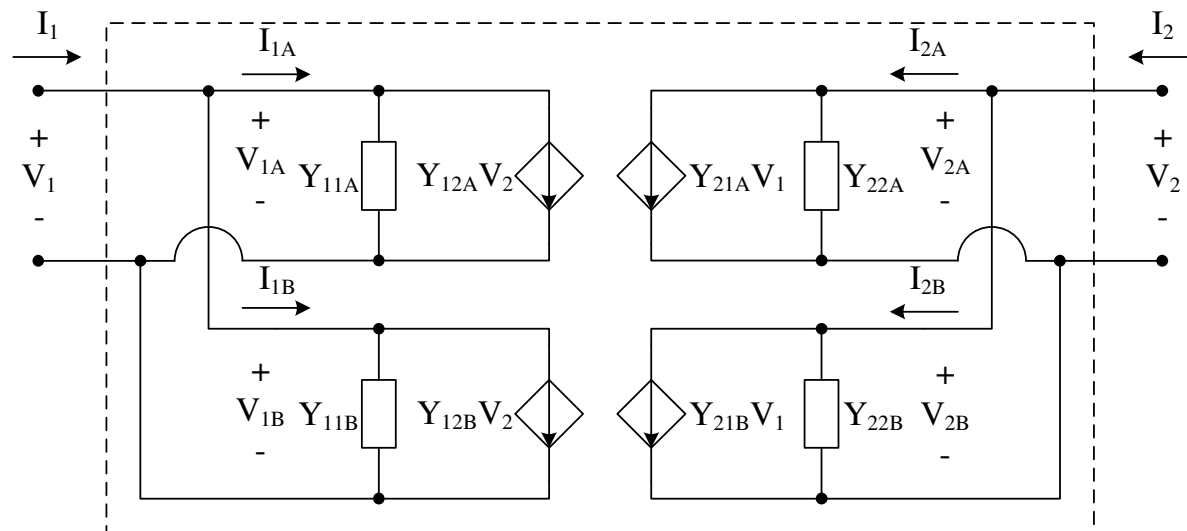 I1
I1A
I2A
I2
+
V1
-
+
V1A
-
Y11A
Y12AV2
Y21AV1
Y22A
+
V2A
-
+
V2
-
I1B
I2B
+
V1B
-
Y11B
Y12BV2
Y21BV1
Y22B
+
V2B
-